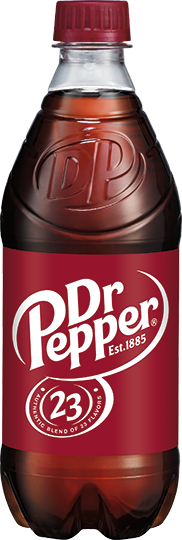 DP
Dr
Pepper®
Est.1885
23
AUTHENTIC BLEND OF 23 FLAVORS